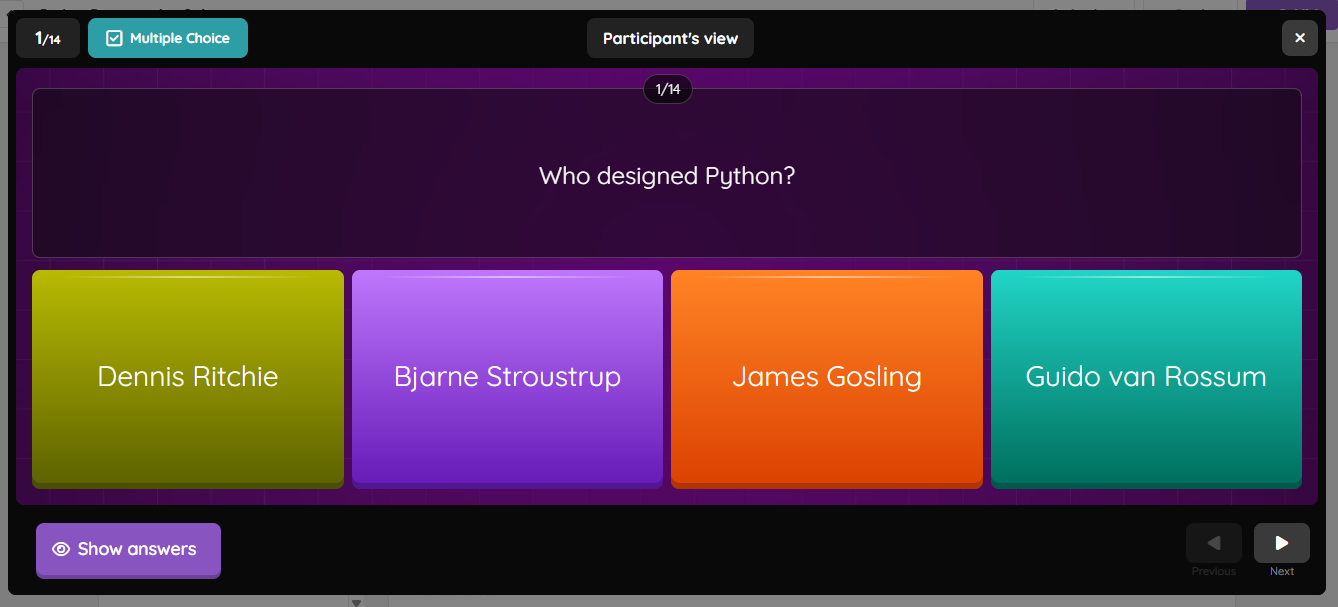 1/14
Multiple Choice
Participant's view
1/14
Who designed Python?
Dennis Ritchie
Bjarne Stroustrup
James Gosling
Guido van Rossum
Show answers
Previous
Next